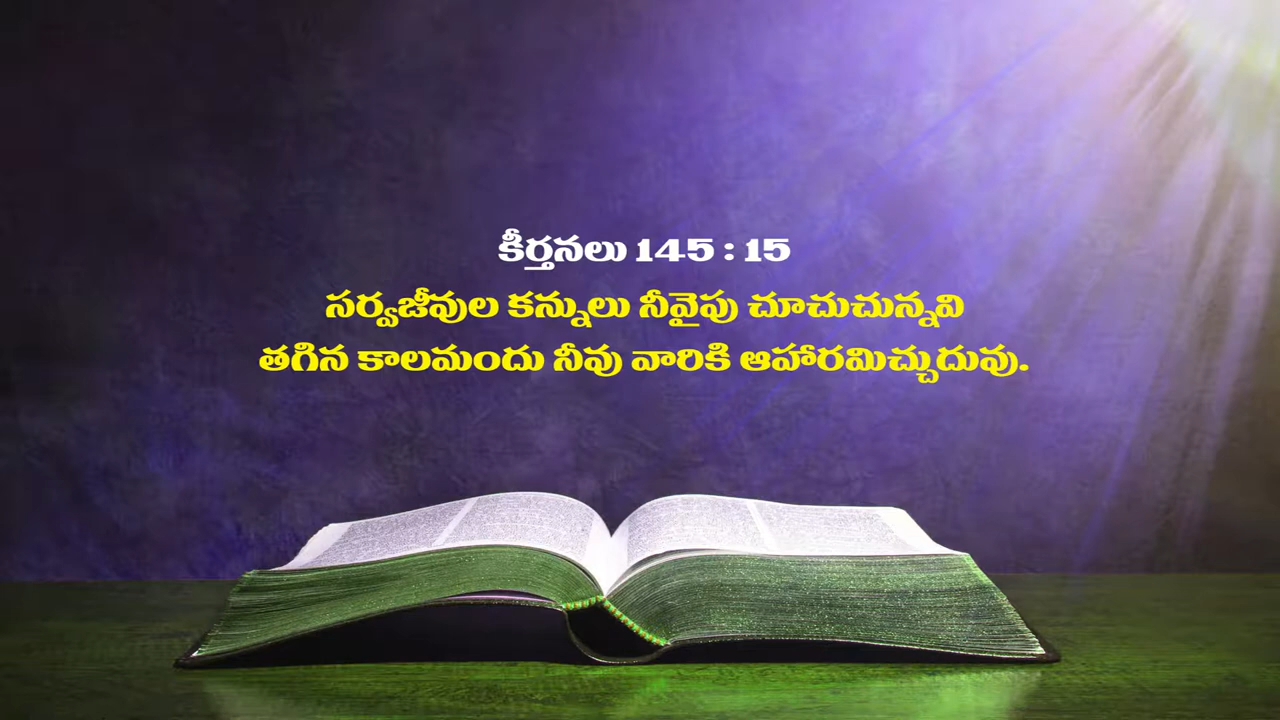 కీర్తనలు 145 : 15
సర్వజీవుల కన్నులు నీవైపు చూచుచున్నవి
తగిన కాలమందు నీవు వారికి ఆహారమిచ్చుదువు.